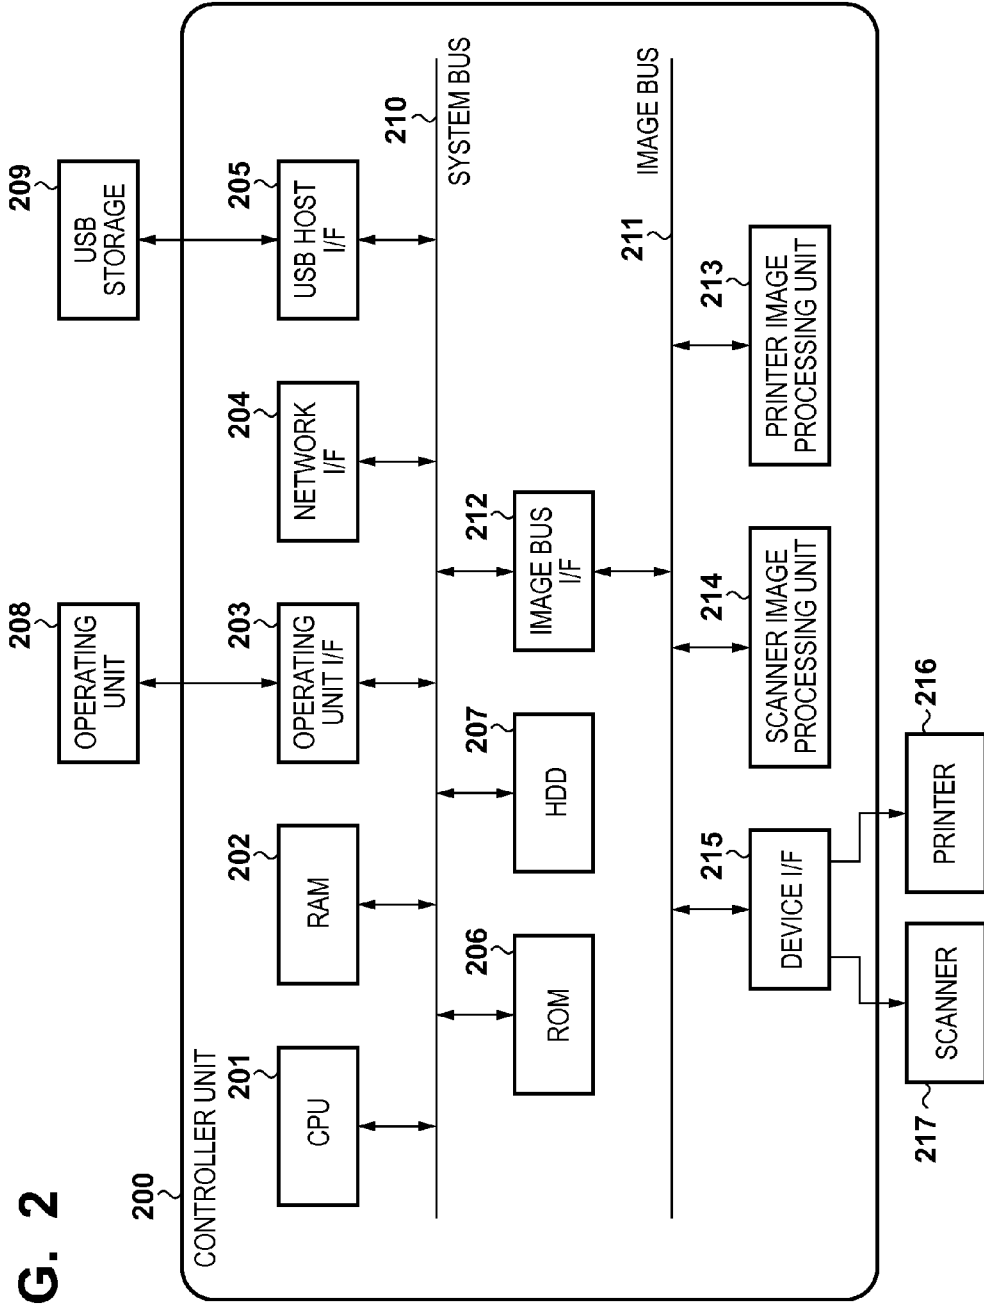 G. 2
200
CONTROLLER UNIT
208
OPERATING
UNIT
209
USB
STORAGE
201
CPU
202
RAM
203
OPERATING
UNIT I/F
204
NETWORK
I/F
205
USB HOST
I/F
210
SYSTEM BUS
206
ROM
207
HDD
212
IMAGE BUS
I/F
211
IMAGE BUS
215
DEVICE I/F
214
SCANNER IMAGE
PROCESSING UNIT
213
PRINTER IMAGE
PROCESSING UNIT
217
SCANNER
PRINTER
216